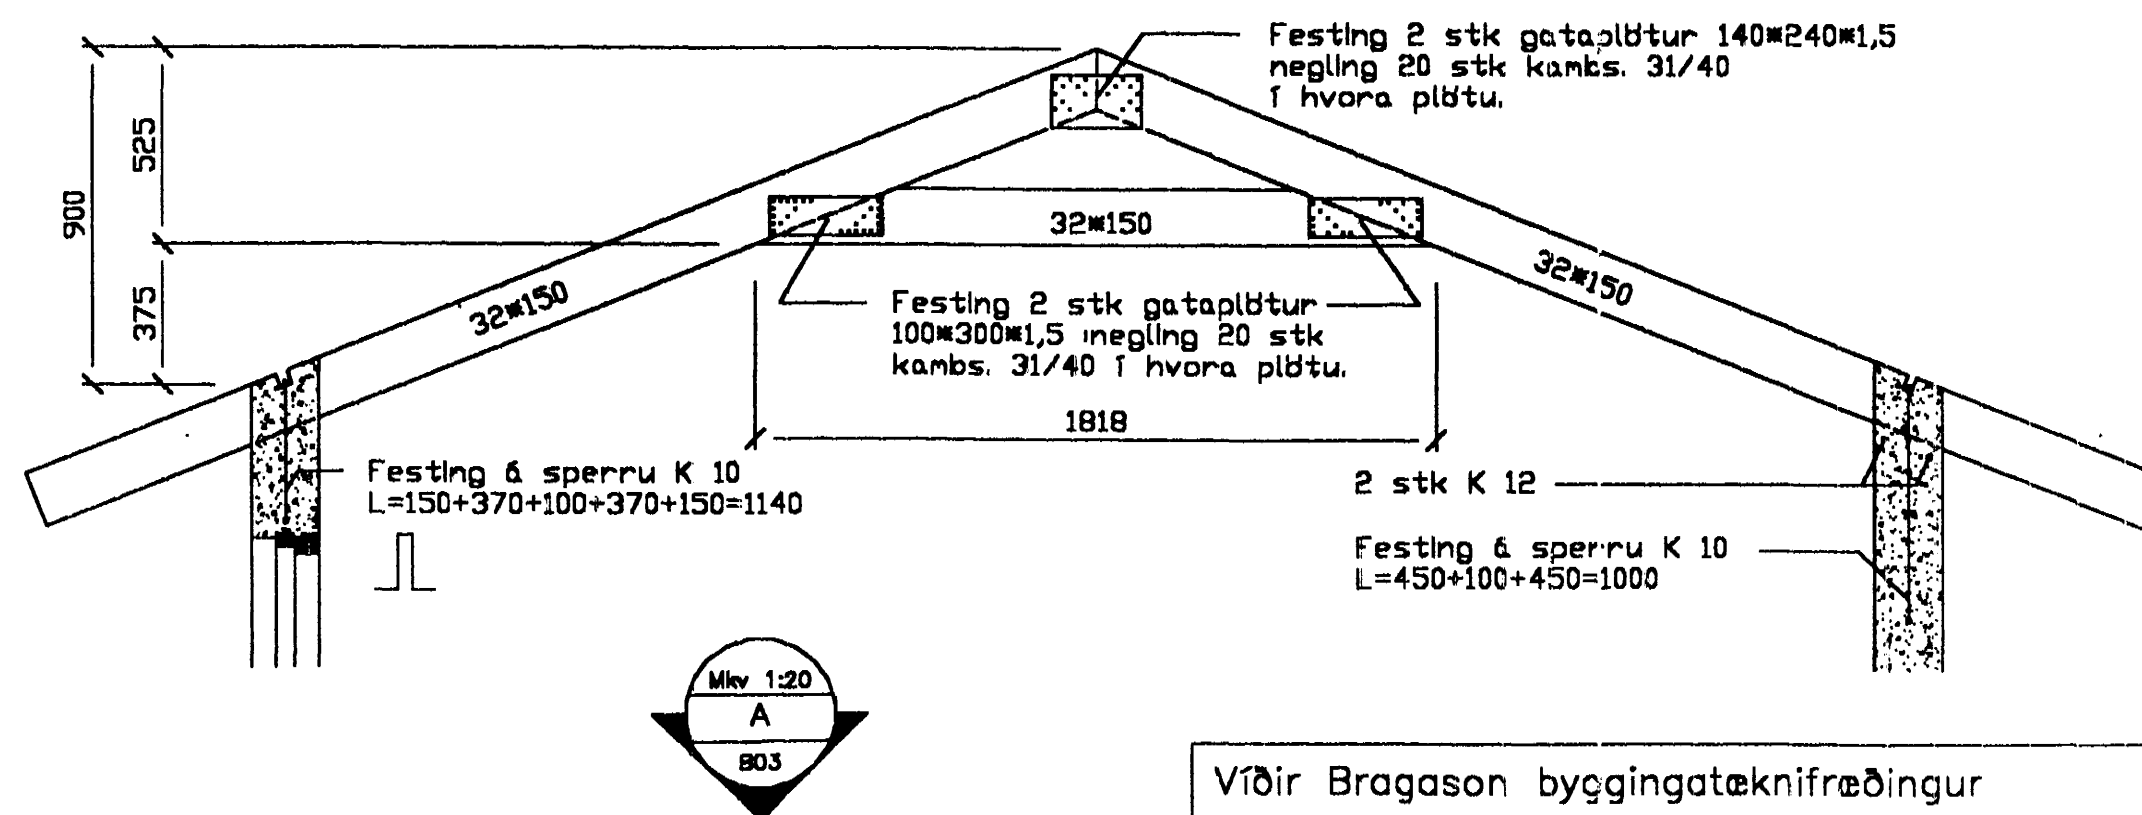 Festing 2 stk gataplötur 140*240*1,5
negling 20 stk kambs. 31/40
í hvora plötu.
525
900
375
32*150
32*150
32*150
Festing 2 stk gataplötur
100*300*1,5 negling 20 stk
kambs. 31/40 í hvora plötu.
1818
Festing á sperru K 10
L=150+370+100+370+150=1140
2 stk K 12
Festing á sperru K 10
L=450+100+450=1000
Mkv 1:20
A
B03
Víðir Bragason byggingatæknifræðingur